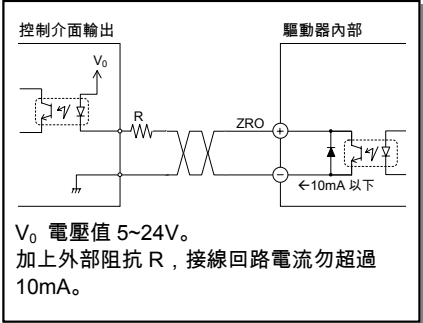 控制介面輸出
驅動器內部
V₀
R
ZRO
+
−
←10mA 以下
V₀ 電壓值 5~24V。
加上外部阻抗 R，接線回路電流勿超過
10mA。